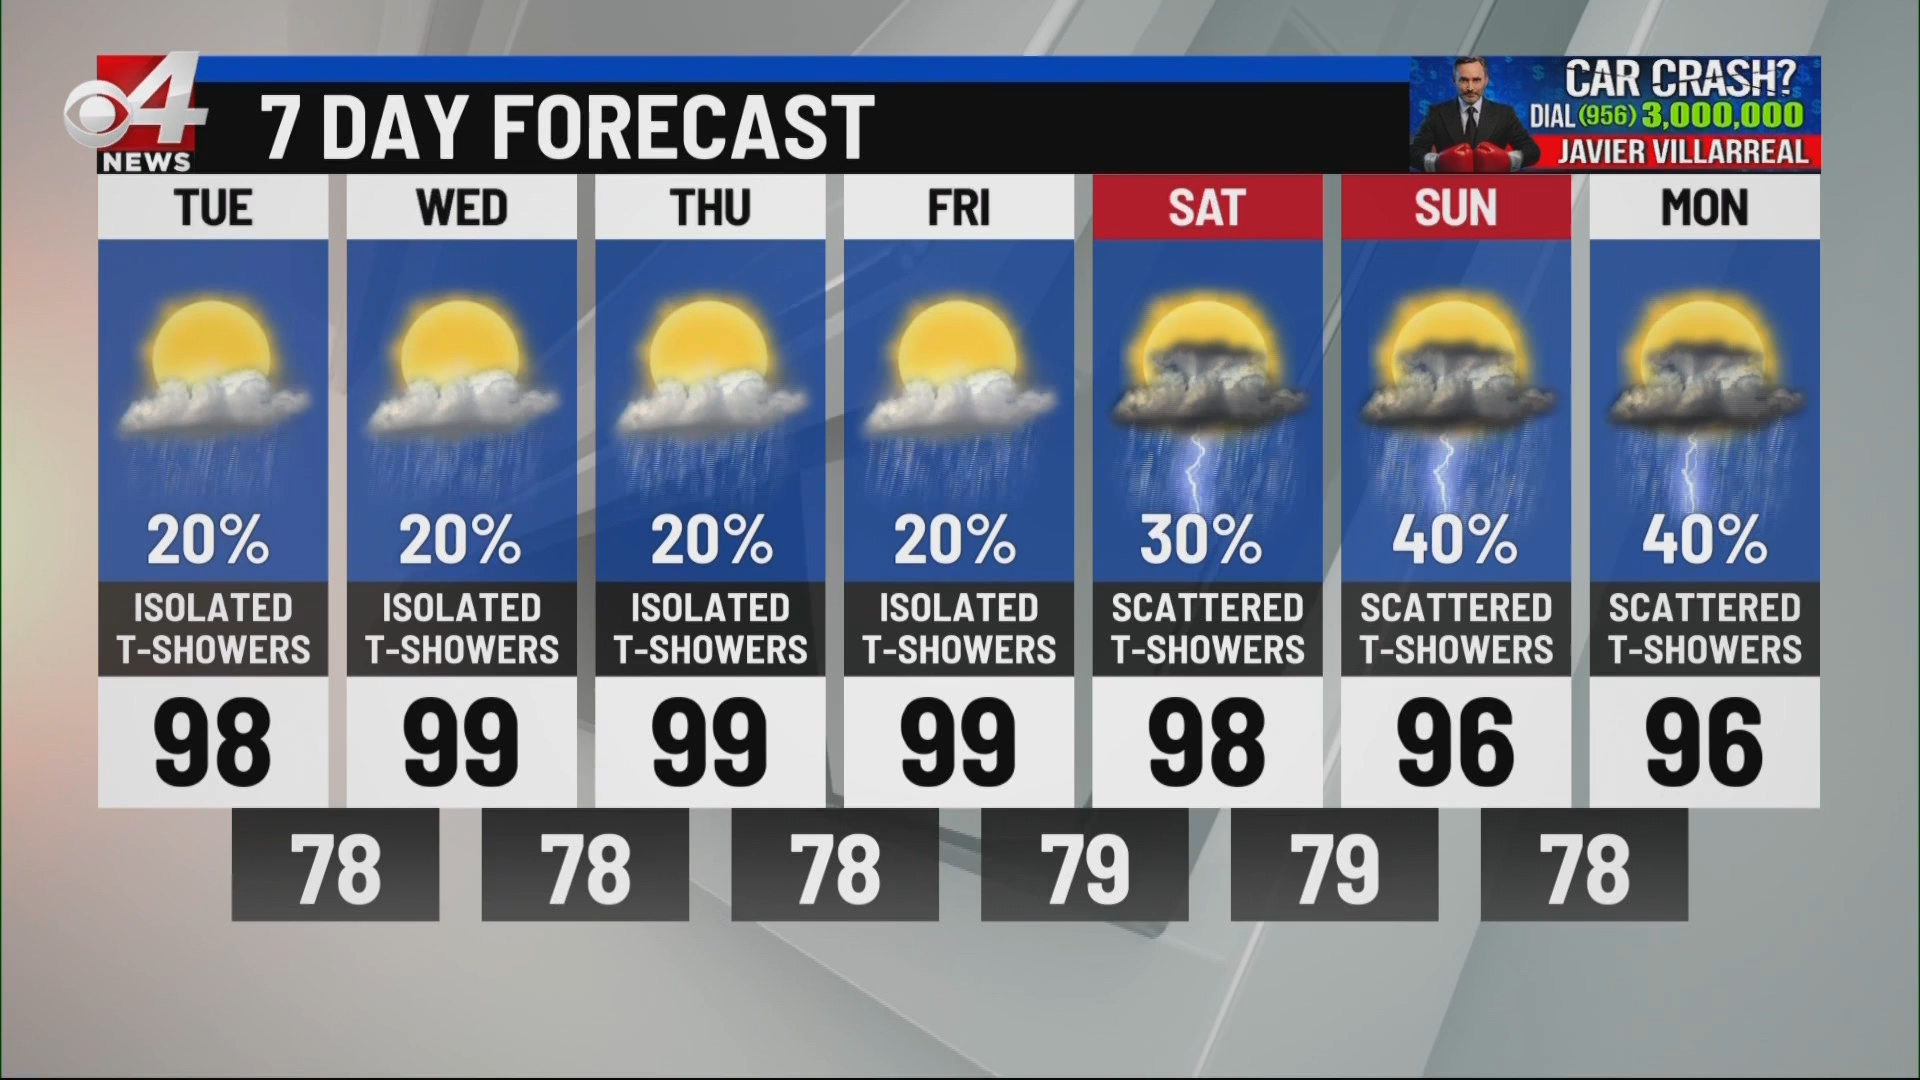 4
NEWS
7 DAY FORECAST
CAR CRASH?
DIAL (956) 3,000,000
JAVIER VILLARREAL
TUE
WED
THU
FRI
SAT
SUN
MON
20%
20%
20%
20%
30%
40%
40%
ISOLATED
T-SHOWERS
ISOLATED
T-SHOWERS
ISOLATED
T-SHOWERS
ISOLATED
T-SHOWERS
SCATTERED
T-SHOWERS
SCATTERED
T-SHOWERS
SCATTERED
T-SHOWERS
98
99
99
99
98
96
96
78
78
78
79
79
78